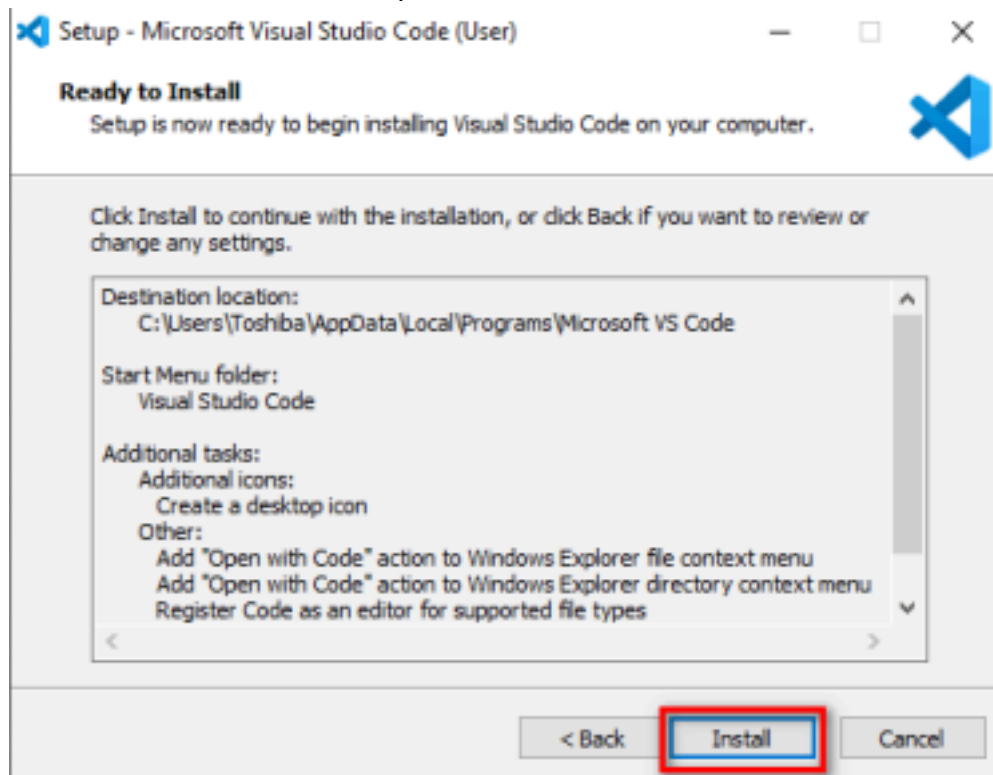 Setup - Microsoft Visual Studio Code (User)
Ready to Install
Setup is now ready to begin installing Visual Studio Code on your computer.
Click Install to continue with the installation, or click Back if you want to review or
change any settings.
Destination location:
C:\Users\Toshiba\AppData\Local\Programs\Microsoft VS Code
Start Menu folder:
Visual Studio Code
Additional tasks:
Additional icons:
Create a desktop icon
Other:
Add "Open with Code" action to Windows Explorer file context menu
Add "Open with Code" action to Windows Explorer directory context menu
Register Code as an editor for supported file types
< Back
Install
Cancel